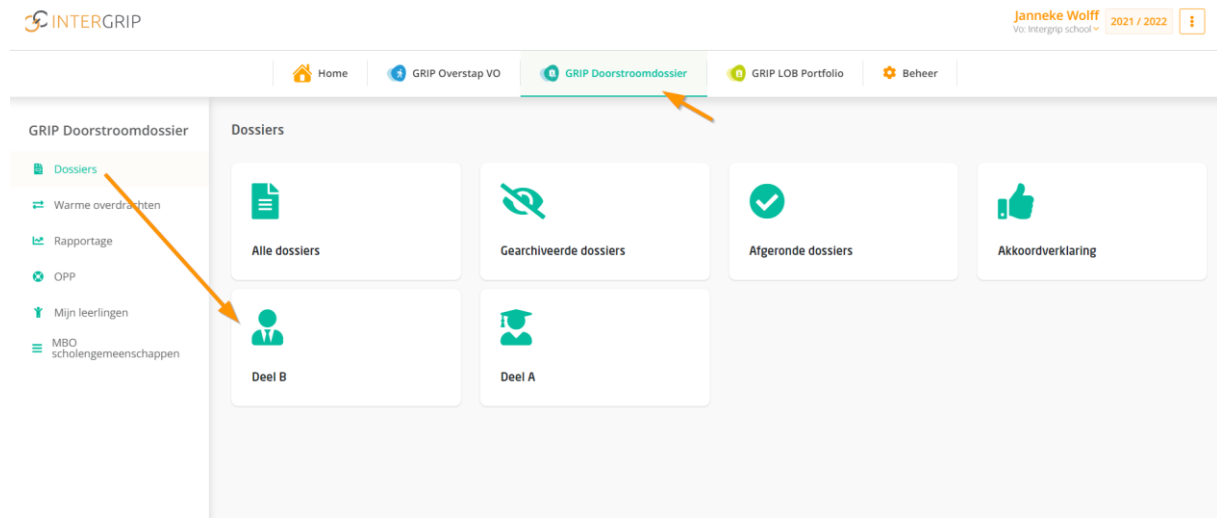 INTERGRIP
Janneke Wolff
Vo: Intergrip school
2021 / 2022
Home
GRIP Overstap VO
GRIP Doorstroomdossier
GRIP LOB Portfolio
Beheer
GRIP Doorstroomdossier
Dossiers
Warme overdrachten
Rapportage
OPP
Mijn leerlingen
MBO
scholengemeenschappen
Dossiers
Alle dossiers
Gearchiveerde dossiers
Afgeronde dossiers
Akkoordverklaring
Deel B
Deel A